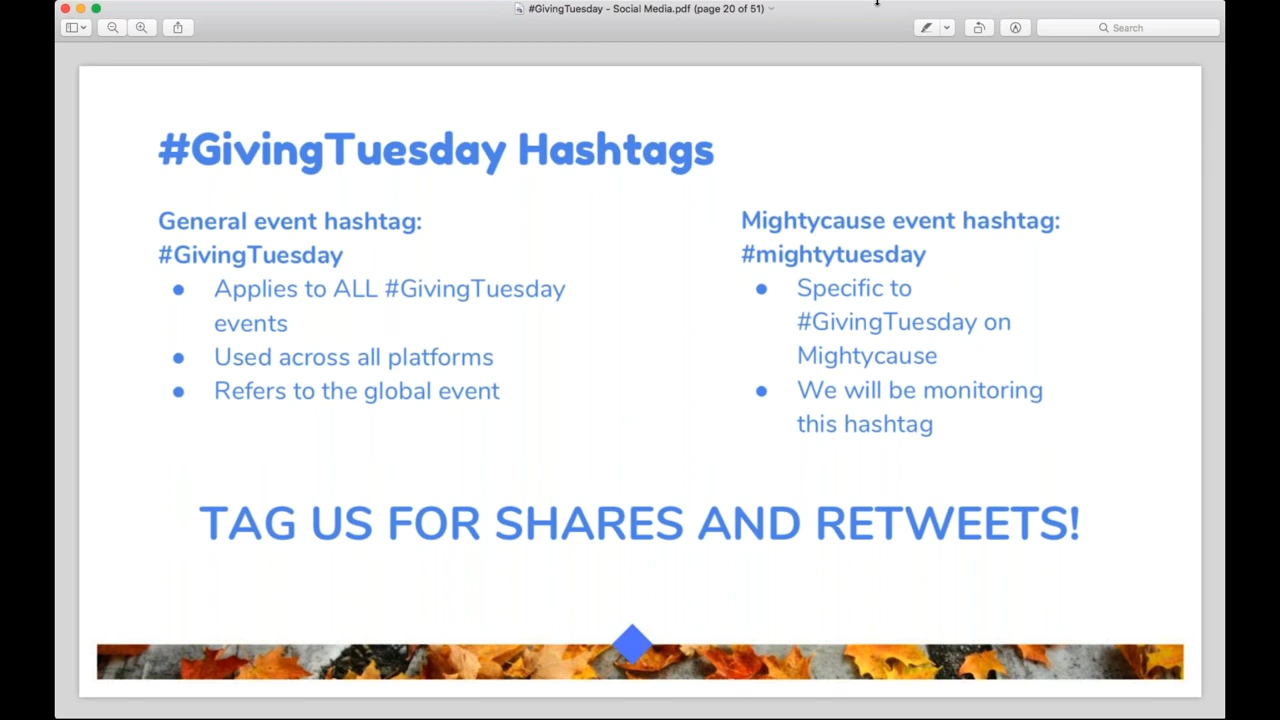 #GivingTuesday - Social Media.pdf (page 20 of 51)
Search
#GivingTuesday Hashtags
General event hashtag:
#GivingTuesday
● Applies to ALL #GivingTuesday
events
● Used across all platforms
● Refers to the global event
Mightycause event hashtag:
#mightytuesday
● Specific to
#GivingTuesday on
Mightycause
● We will be monitoring
this hashtag
TAG US FOR SHARES AND RETWEETS!